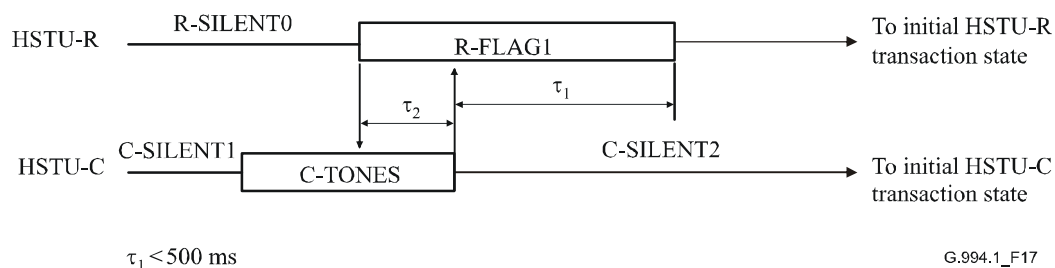 R-SILENT0
HSTU-R
R-FLAG1
To initial HSTU-R
transaction state
τ1
τ2
C-SILENT1
C-SILENT2
HSTU-C
C-TONES
To initial HSTU-C
transaction state
τ1 < 500 ms
G.994.1_F17